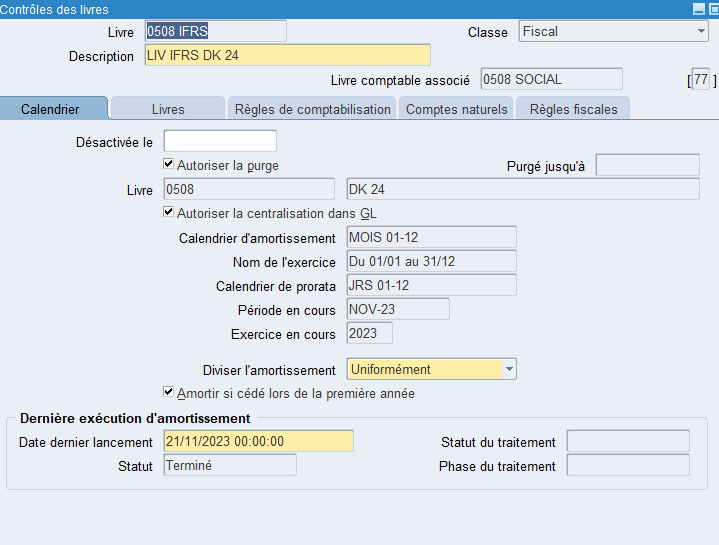 Contrôles des livres
Livre 0508 IFRS Classe Fiscal
Description LIV IFRS DK 24
Livre comptable associé 0508 SOCIAL [77]
Calendrier Livres Règles de comptabilisation Comptes naturels Règles fiscales
Désactivée le
Autoriser la purge Purgé jusqu'à
Livre 0508 DK 24
Autoriser la centralisation dans GL
Calendrier d'amortissement MOIS 01-12
Nom de l'exercice Du 01/01 au 31/12
Calendrier de prorata JRS 01-12
Période en cours NOV-23
Exercice en cours 2023
Diviser l'amortissement Uniformément
Amortir si cédé lors de la première année
Dernière exécution d'amortissement
Date dernier lancement 21/11/2023 00:00:00 Statut du traitement
Statut Terminé Phase du traitement